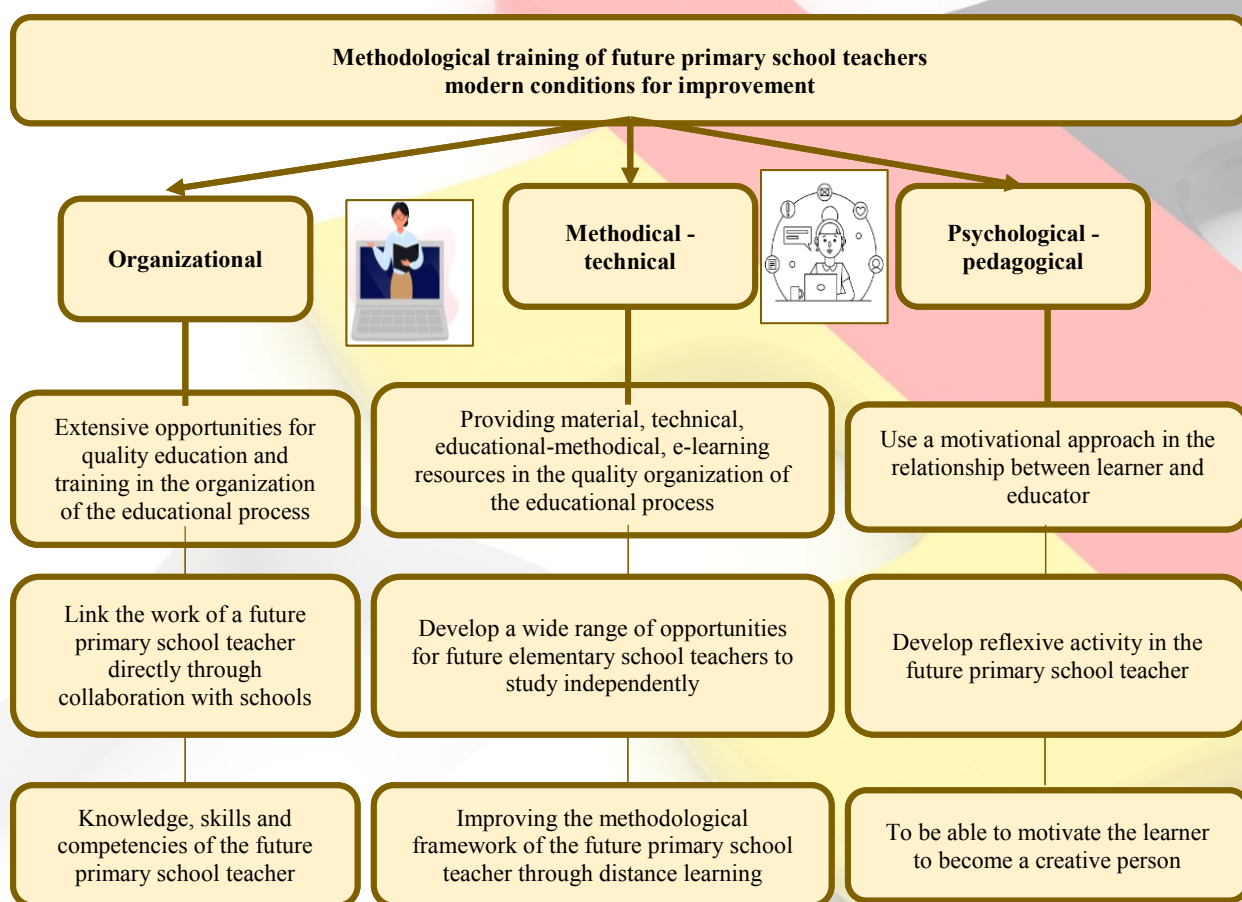 Methodological training of future primary school teachers
modern conditions for improvement
Organizational
Methodical -
technical
Psychological -
pedagogical
Extensive opportunities for
quality education and
training in the organization
of the educational process
Providing material, technical,
educational-methodical, e-learning
resources in the quality organization of
the educational process
Use a motivational approach in the
relationship between learner and
educator
Link the work of a future
primary school teacher
directly through
collaboration with schools
Develop a wide range of opportunities
for future elementary school teachers to
study independently
Develop reflexive activity in the
future primary school teacher
Knowledge, skills and
competencies of the future
primary school teacher
Improving the methodological
framework of the future primary school
teacher through distance learning
To be able to motivate the learner
to become a creative person